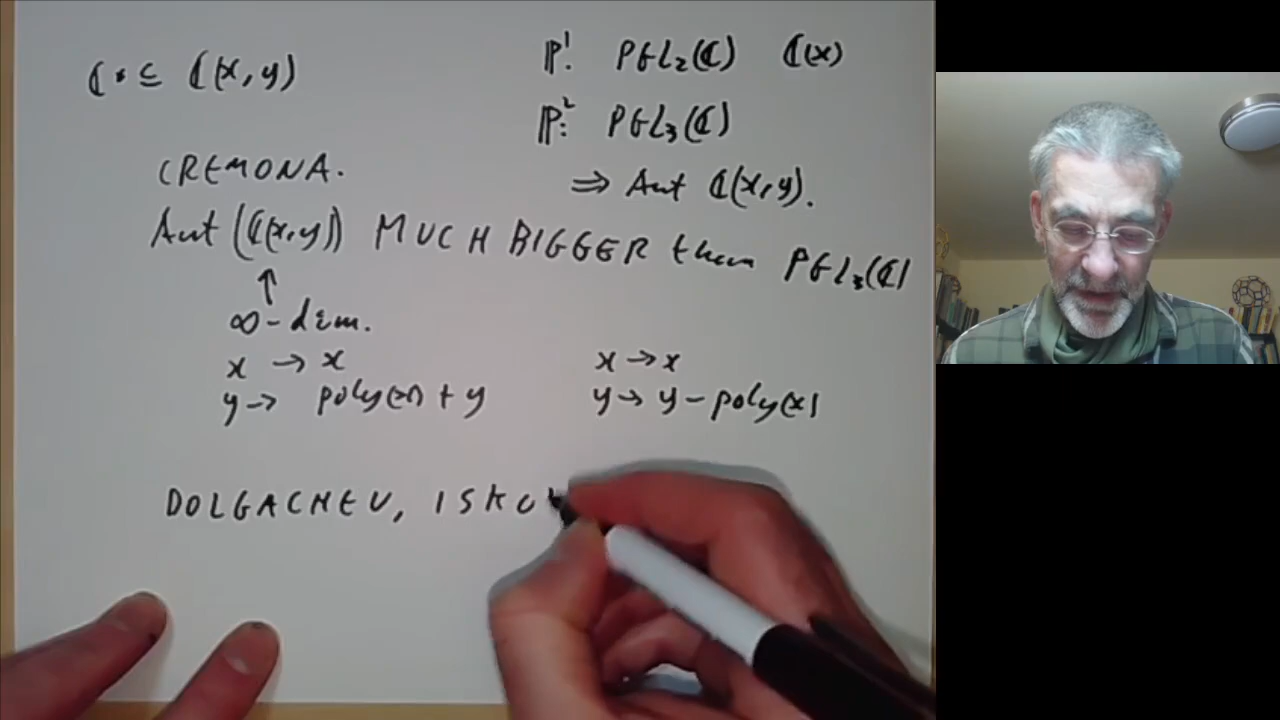 ℂ * ⊆ ℂ(x, y)
ℙ¹: PGL₂(ℂ) ℂ(x)
ℙ²: PGL₃(ℂ)
⇒ Aut ℂ(x, y).
CREMONA.
Aut (ℂ(x,y)) MUCH BIGGER than PGL₃(ℂ)
↑
∞-dim.
x → x
y → poly(x) + y
x → x
y → y - poly(x)
DOLGACHEV, ISKO